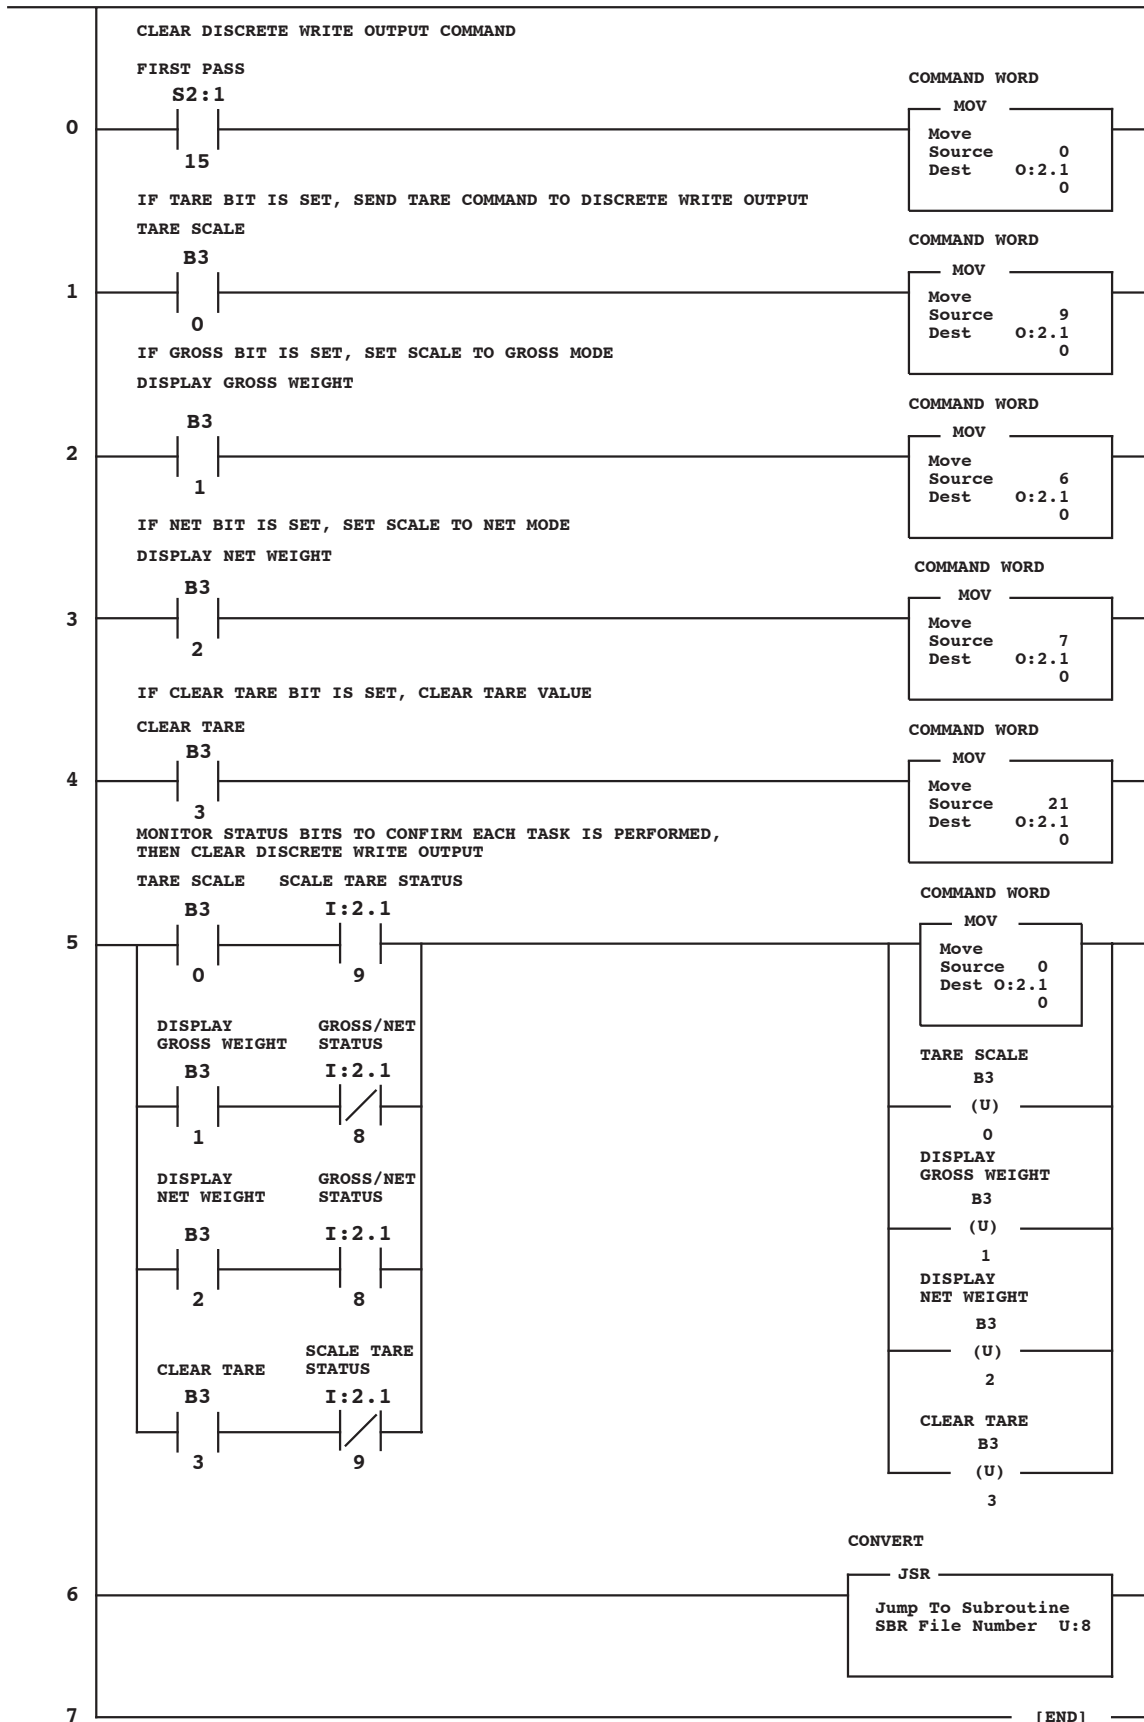 CLEAR DISCRETE WRITE OUTPUT COMMAND
FIRST PASS
S2:1
COMMAND WORD
MOV
0
15
Move
Source 0
Dest O:2.1
0
IF TARE BIT IS SET, SEND TARE COMMAND TO DISCRETE WRITE OUTPUT
TARE SCALE
B3
COMMAND WORD
MOV
1
0
Move
Source 9
Dest O:2.1
0
IF GROSS BIT IS SET, SET SCALE TO GROSS MODE
DISPLAY GROSS WEIGHT
B3
COMMAND WORD
MOV
2
1
Move
Source 6
Dest O:2.1
0
IF NET BIT IS SET, SET SCALE TO NET MODE
DISPLAY NET WEIGHT
B3
COMMAND WORD
MOV
3
2
Move
Source 7
Dest O:2.1
0
IF CLEAR TARE BIT IS SET, CLEAR TARE VALUE
CLEAR TARE
B3
COMMAND WORD
MOV
4
3
Move
Source 21
Dest O:2.1
0
MONITOR STATUS BITS TO CONFIRM EACH TASK IS PERFORMED,
THEN CLEAR DISCRETE WRITE OUTPUT
TARE SCALE SCALE TARE STATUS
B3 I:2.1
5
0 9
DISPLAY GROSS/NET
GROSS WEIGHT STATUS
B3 I:2.1
1 8
DISPLAY GROSS/NET
NET WEIGHT STATUS
B3 I:2.1
2 8
SCALE TARE
CLEAR TARE STATUS
B3 I:2.1
3 9
COMMAND WORD
MOV
Move
Source 0
Dest O:2.1
0
TARE SCALE
B3
(U)
0
DISPLAY
GROSS WEIGHT
B3
(U)
1
DISPLAY
NET WEIGHT
B3
(U)
2
CLEAR TARE
B3
(U)
3
CONVERT
JSR
6
Jump To Subroutine
SBR File Number U:8
7
[END]